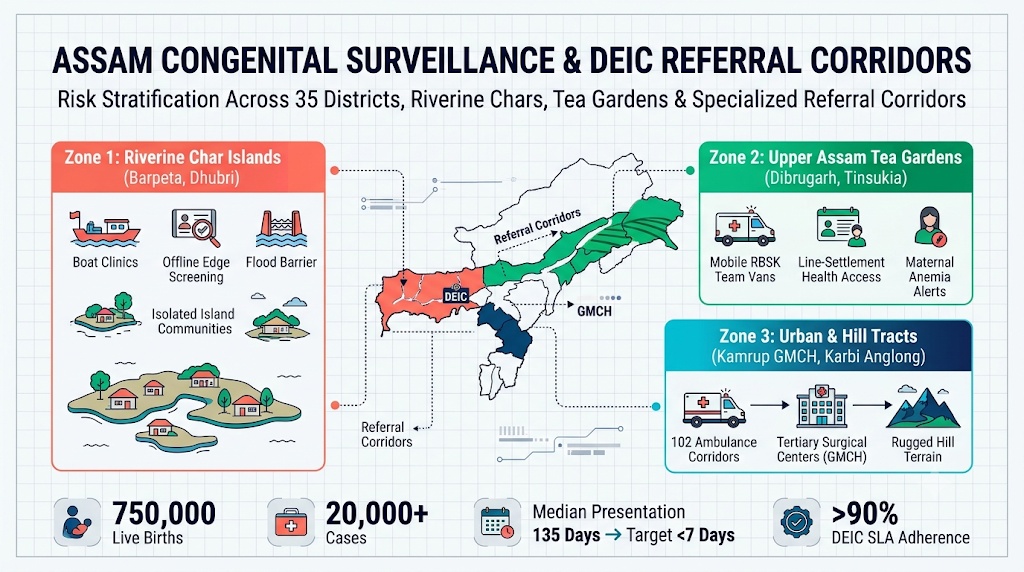 ASSAM CONGENITAL SURVEILLANCE & DEIC REFERRAL CORRIDORS
Risk Stratification Across 35 Districts, Riverine Chars, Tea Gardens & Specialized Referral Corridors
Zone 1: Riverine Char Islands
(Barpeta, Dhubri)
Boat Clinics
Offline Edge
Screening
Flood Barrier
Isolated Island
Communities
Referral Corridors
DEIC
GMCH
Referral
Corridors
Zone 2: Upper Assam Tea Gardens
(Dibrugarh, Tinsukia)
Mobile RBSK
Team Vans
Line-Settlement
Health Access
Maternal
Anemia
Alerts
Zone 3: Urban & Hill Tracts
(Kamrup GMCH, Karbi Anglong)
102 Ambulance
Corridors
Tertiary Surgical
Centers (GMCH)
Rugged Hill
Terrain
750,000
Live Births
20,000+
Cases
Median Presentation
135 Days → Target <7 Days
>90%
DEIC SLA Adherence